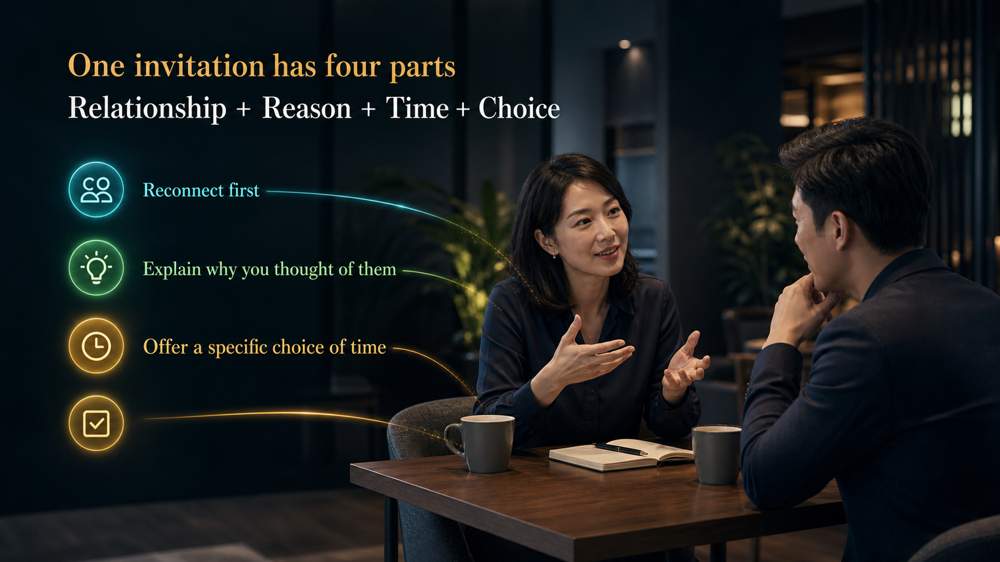 One invitation has four parts
Relationship + Reason + Time + Choice
Reconnect first
Explain why you thought of them
Offer a specific choice of time